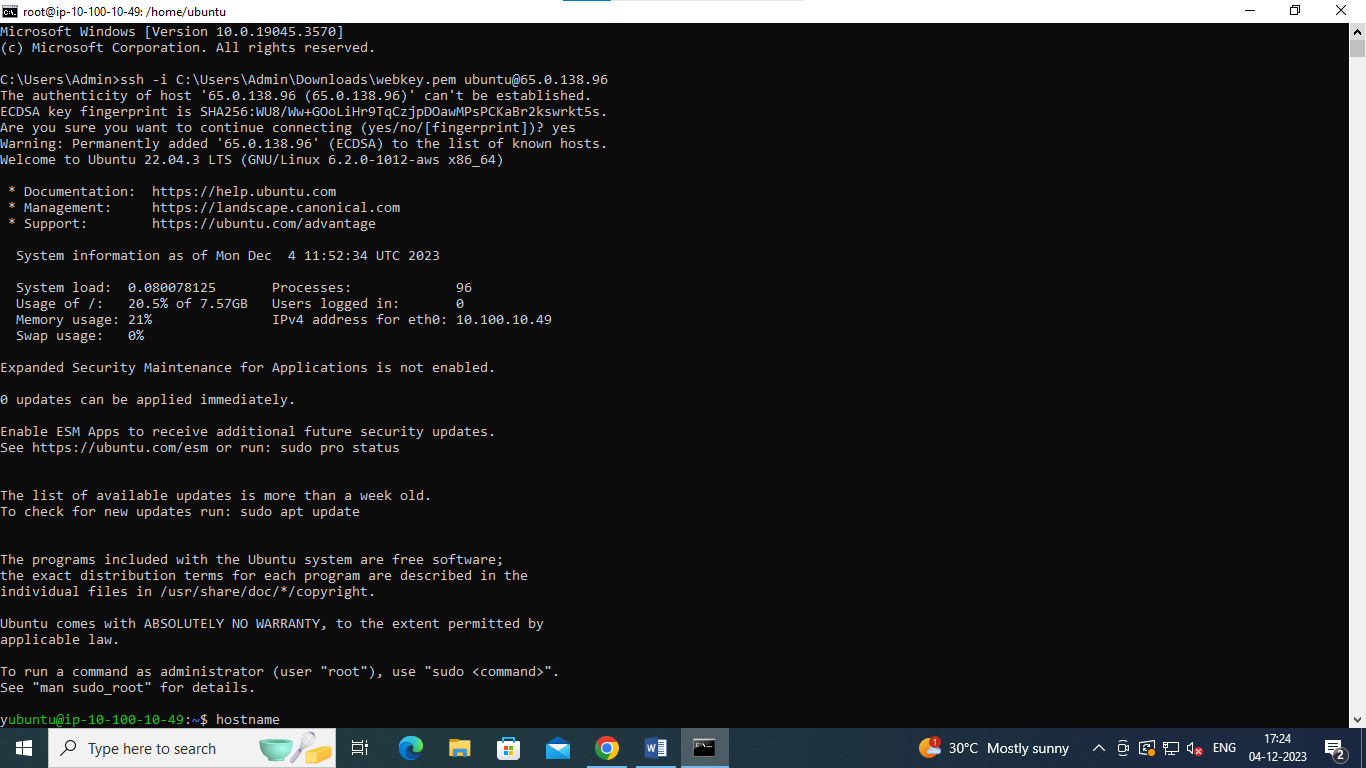 root@ip-10-100-10-49: /home/ubuntu
Microsoft Windows [Version 10.0.19045.3570]
(c) Microsoft Corporation. All rights reserved.
C:\Users\Admin>ssh -i C:\Users\Admin\Downloads\webkey.pem ubuntu@65.0.138.96
The authenticity of host '65.0.138.96 (65.0.138.96)' can't be established.
ECDSA key fingerprint is SHA256:WU8/Ww+GOoLiHr9TqCzjpDOawMPsPCKaBr2kswrkt5s.
Are you sure you want to continue connecting (yes/no/[fingerprint])? yes
Warning: Permanently added '65.0.138.96' (ECDSA) to the list of known hosts.
Welcome to Ubuntu 22.04.3 LTS (GNU/Linux 6.2.0-1012-aws x86_64)
* Documentation:  https://help.ubuntu.com
* Management:     https://landscape.canonical.com
* Support:        https://ubuntu.com/advantage
System information as of Mon Dec  4 11:52:34 UTC 2023
System load:  0.080078125       Processes:             96
Usage of /:   20.5% of 7.57GB   Users logged in:       0
Memory usage: 21%               IPv4 address for eth0: 10.100.10.49
Swap usage:   0%
Expanded Security Maintenance for Applications is not enabled.
0 updates can be applied immediately.
Enable ESM Apps to receive additional future security updates.
See https://ubuntu.com/esm or run: sudo pro status
The list of available updates is more than a week old.
To check for new updates run: sudo apt update
The programs included with the Ubuntu system are free software;
the exact distribution terms for each program are described in the
individual files in /usr/share/doc/*/copyright.
Ubuntu comes with ABSOLUTELY NO WARRANTY, to the extent permitted by
applicable law.
To run a command as administrator (user "root"), use "sudo <command>".
See "man sudo_root" for details.
yubuntu@ip-10-100-10-49:~$ hostname
Type here to search
1
30°C Mostly sunny
ENG
17:24
04-12-2023
2